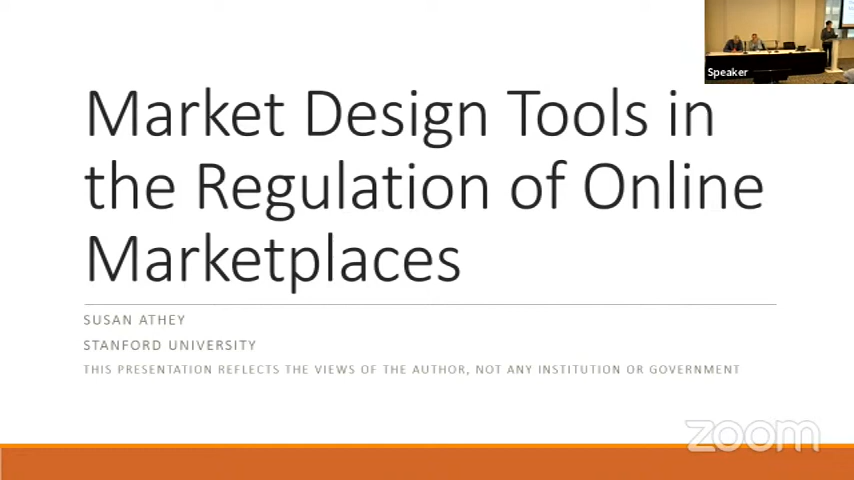 Speaker
Market Design Tools in
the Regulation of Online
Marketplaces
SUSAN ATHEY
STANFORD UNIVERSITY
THIS PRESENTATION REFLECTS THE VIEWS OF THE AUTHOR, NOT ANY INSTITUTION OR GOVERNMENT
zoom